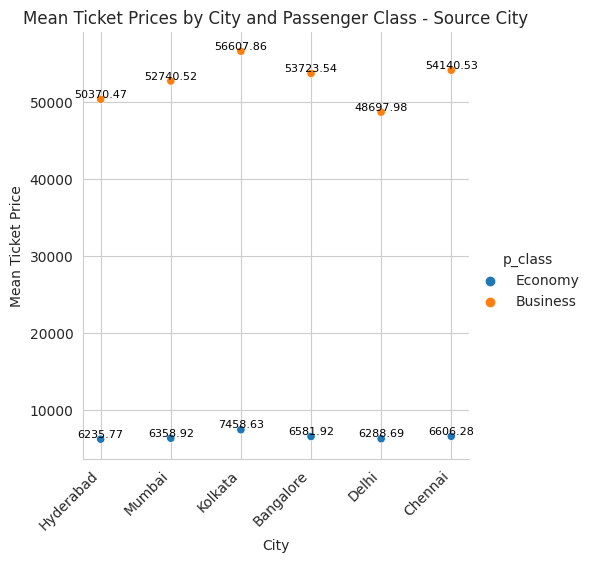 Mean Ticket Prices by City and Passenger Class - Source City
56607.86
54140.53
53723.54
52740.52
50370.47
48697.98
50000
40000
30000
20000
10000
Mean Ticket Price
p_class
Economy
Business
6235.77
6358.92
7458.63
6581.92
6288.69
6606.28
Hyderabad
Mumbai
Kolkata
Bangalore
Delhi
Chennai
City